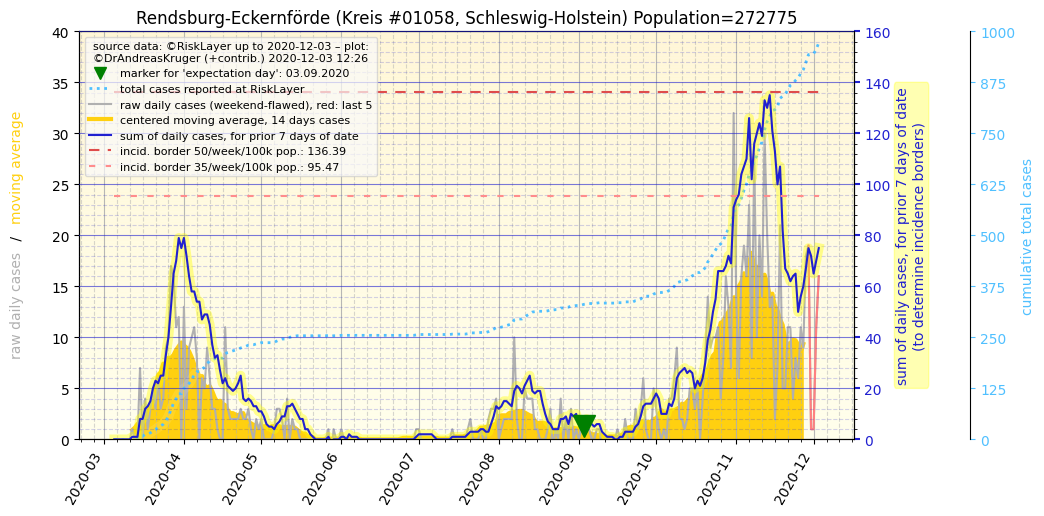 Rendsburg-Eckernförde (Kreis #01058, Schleswig-Holstein) Population=272775
source data: ©RiskLayer up to 2020-12-03 – plot:
©DrAndreasKruger (+contrib.) 2020-12-03 12:26
marker for 'expectation day': 03.09.2020
total cases reported at RiskLayer
raw daily cases (weekend-flawed), red: last 5
centered moving average, 14 days cases
sum of daily cases, for prior 7 days of date
incid. border 50/week/100k pop.: 136.39
incid. border 35/week/100k pop.: 95.47
raw daily cases / moving average
40
35
30
25
20
15
10
5
0
160
140
120
100
80
60
40
20
0
sum of daily cases, for prior 7 days of date
(to determine incidence borders)
1000
875
750
625
500
375
250
125
0
cumulative total cases
2020-03
2020-04
2020-05
2020-06
2020-07
2020-08
2020-09
2020-10
2020-11
2020-12